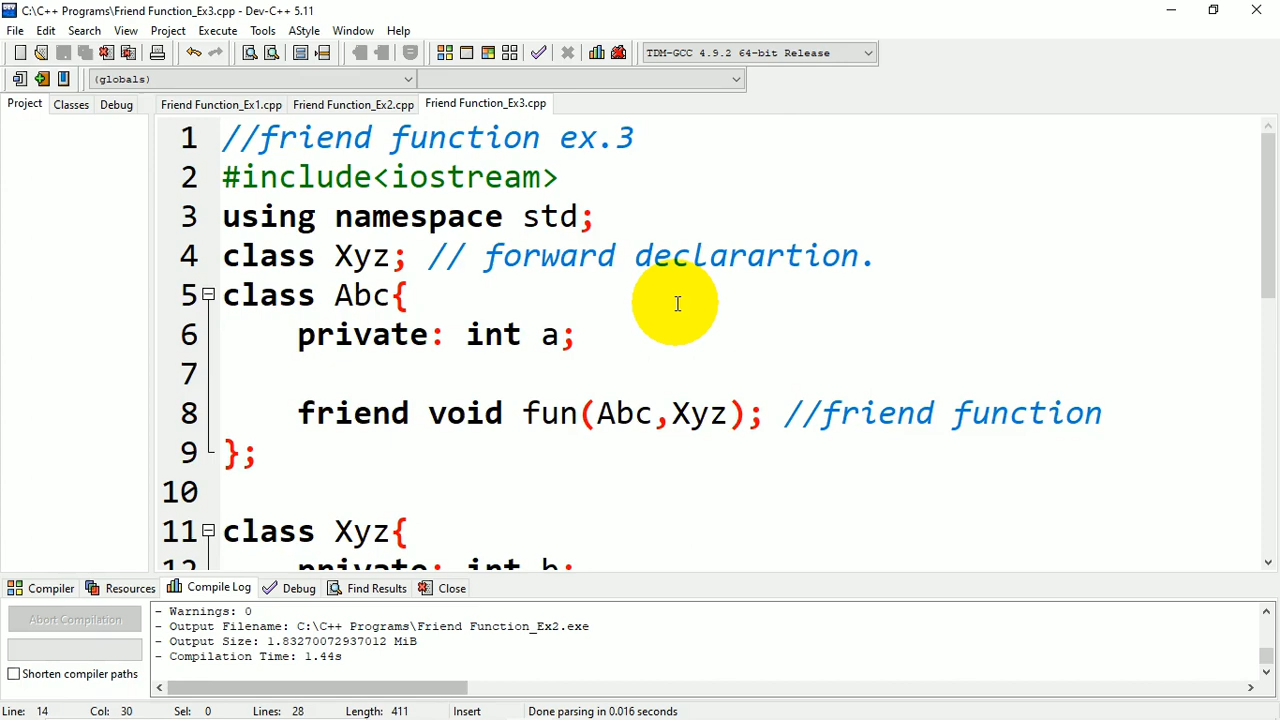 C:\C++ Programs\Friend Function_Ex3.cpp - Dev-C++ 5.11
File Edit Search View Project Execute Tools AStyle Window Help
TDM-GCC 4.9.2 64-bit Release
(globals)
Project Classes Debug Friend Function_Ex1.cpp Friend Function_Ex2.cpp Friend Function_Ex3.cpp
1 //friend function ex.3
2 #include<iostream>
3 using namespace std;
4 class Xyz; // forward declarartion.
5 class Abc{
6 private: int a;
7
8 friend void fun(Abc,Xyz); //friend function
9 };
10
11 class Xyz{
12 private: int b;
Compiler Resources Compile Log Debug Find Results Close
Abort Compilation
Shorten compiler paths
- Warnings: 0
- Output Filename: C:\C++ Programs\Friend Function_Ex2.exe
- Output Size: 1.83270072937012 MiB
- Compilation Time: 1.44s
Line: 14 Col: 30 Sel: 0 Lines: 28 Length: 411 Insert Done parsing in 0.016 seconds